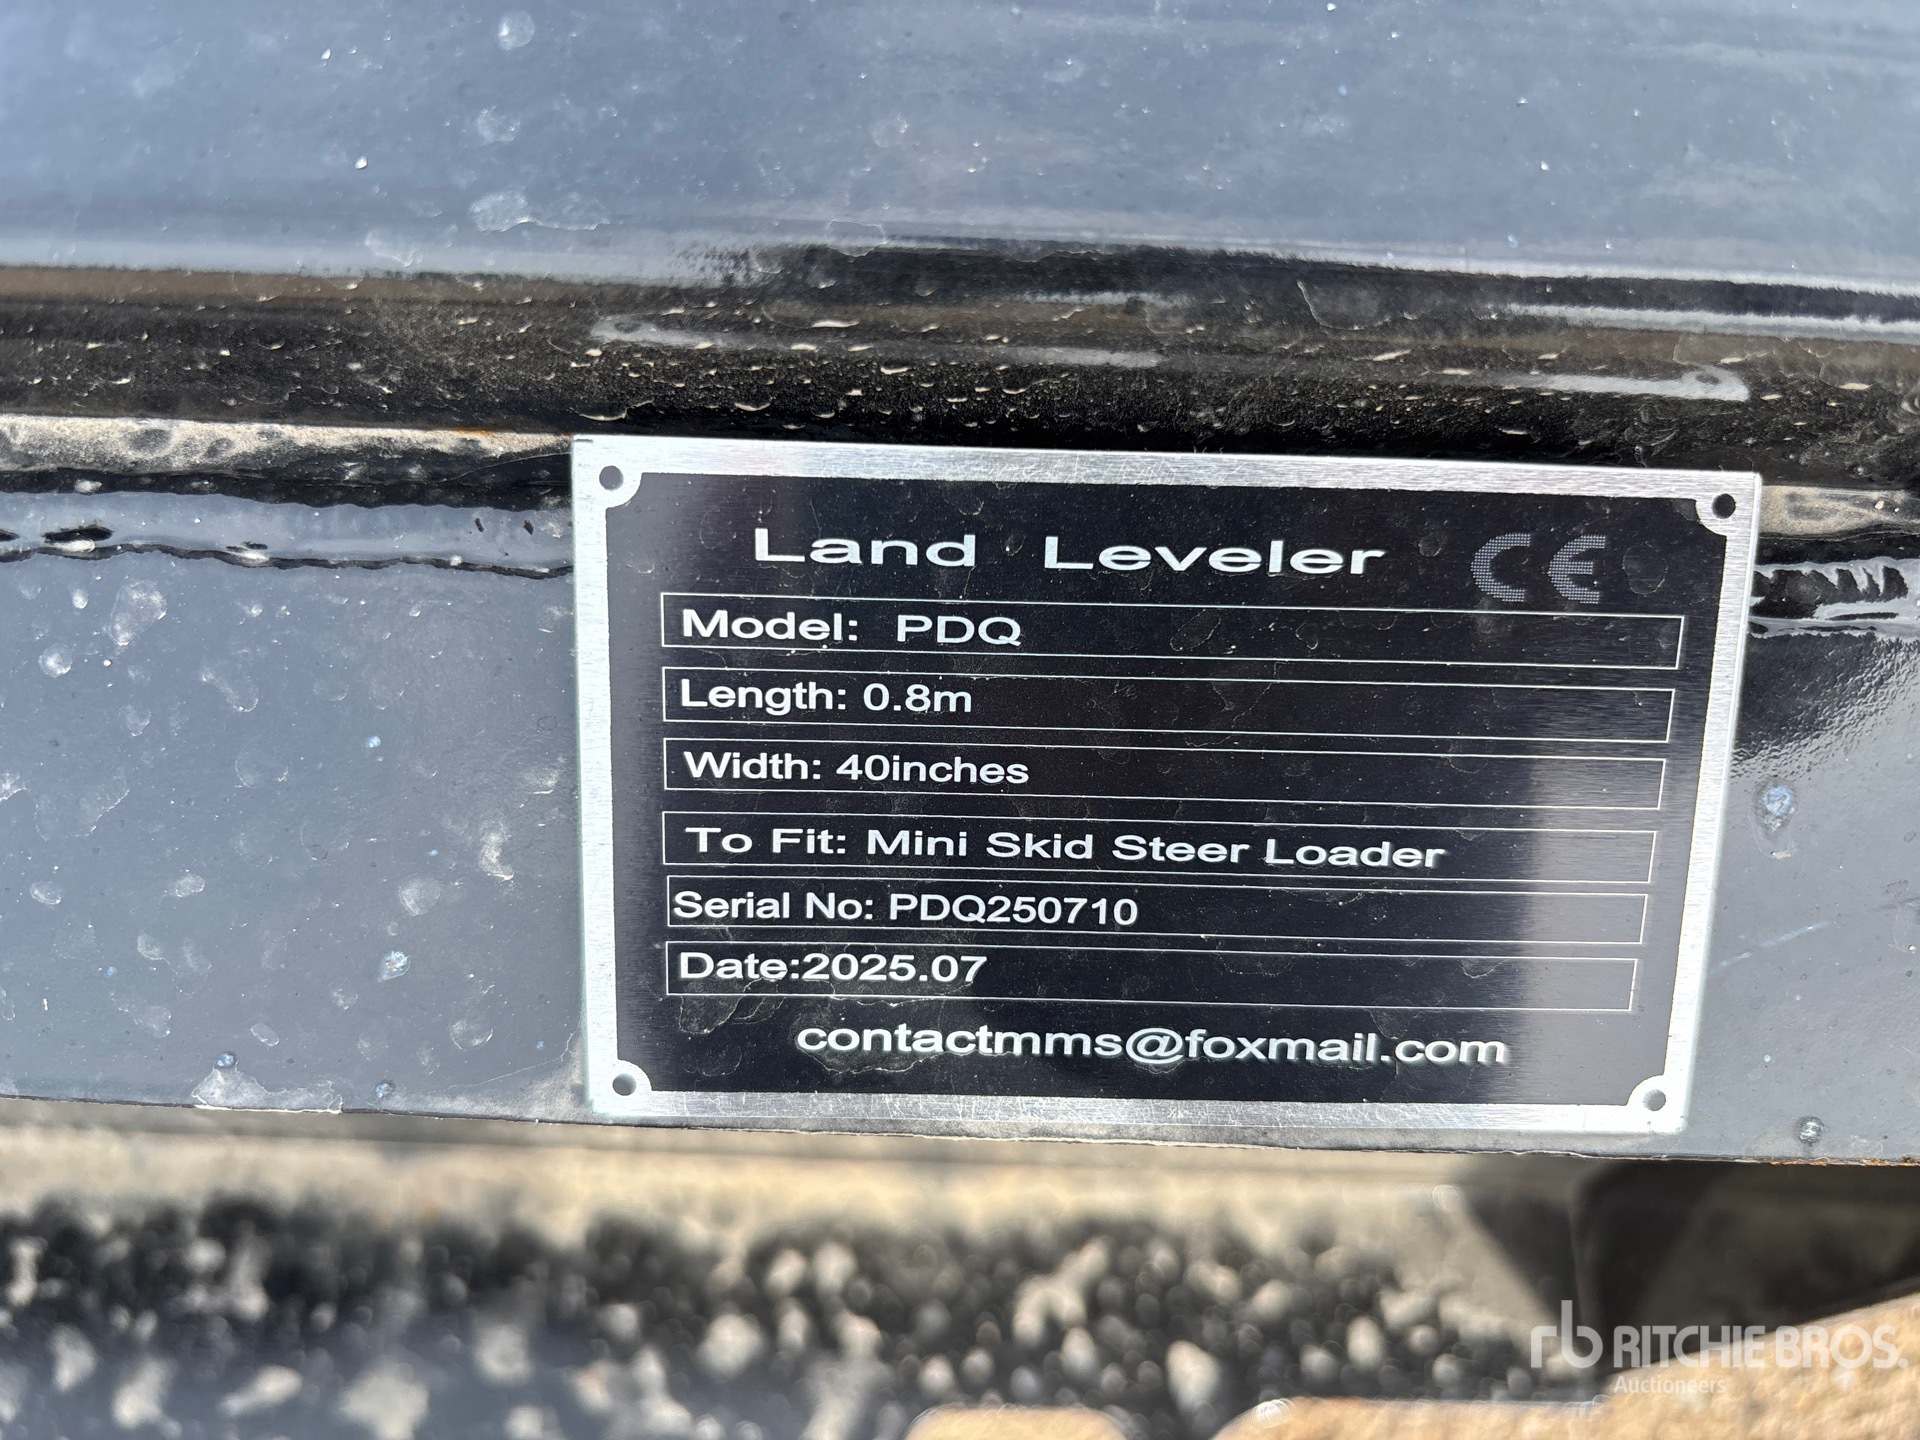 Land Leveler CE
Model: PDQ
Length: 0.8m
Width: 40inches
To Fit: Mini Skid Steer Loader
Serial No: PDQ250710
Date:2025.07
contactmms@foxmail.com
rb RITCHIE BROS.
Auctioneers